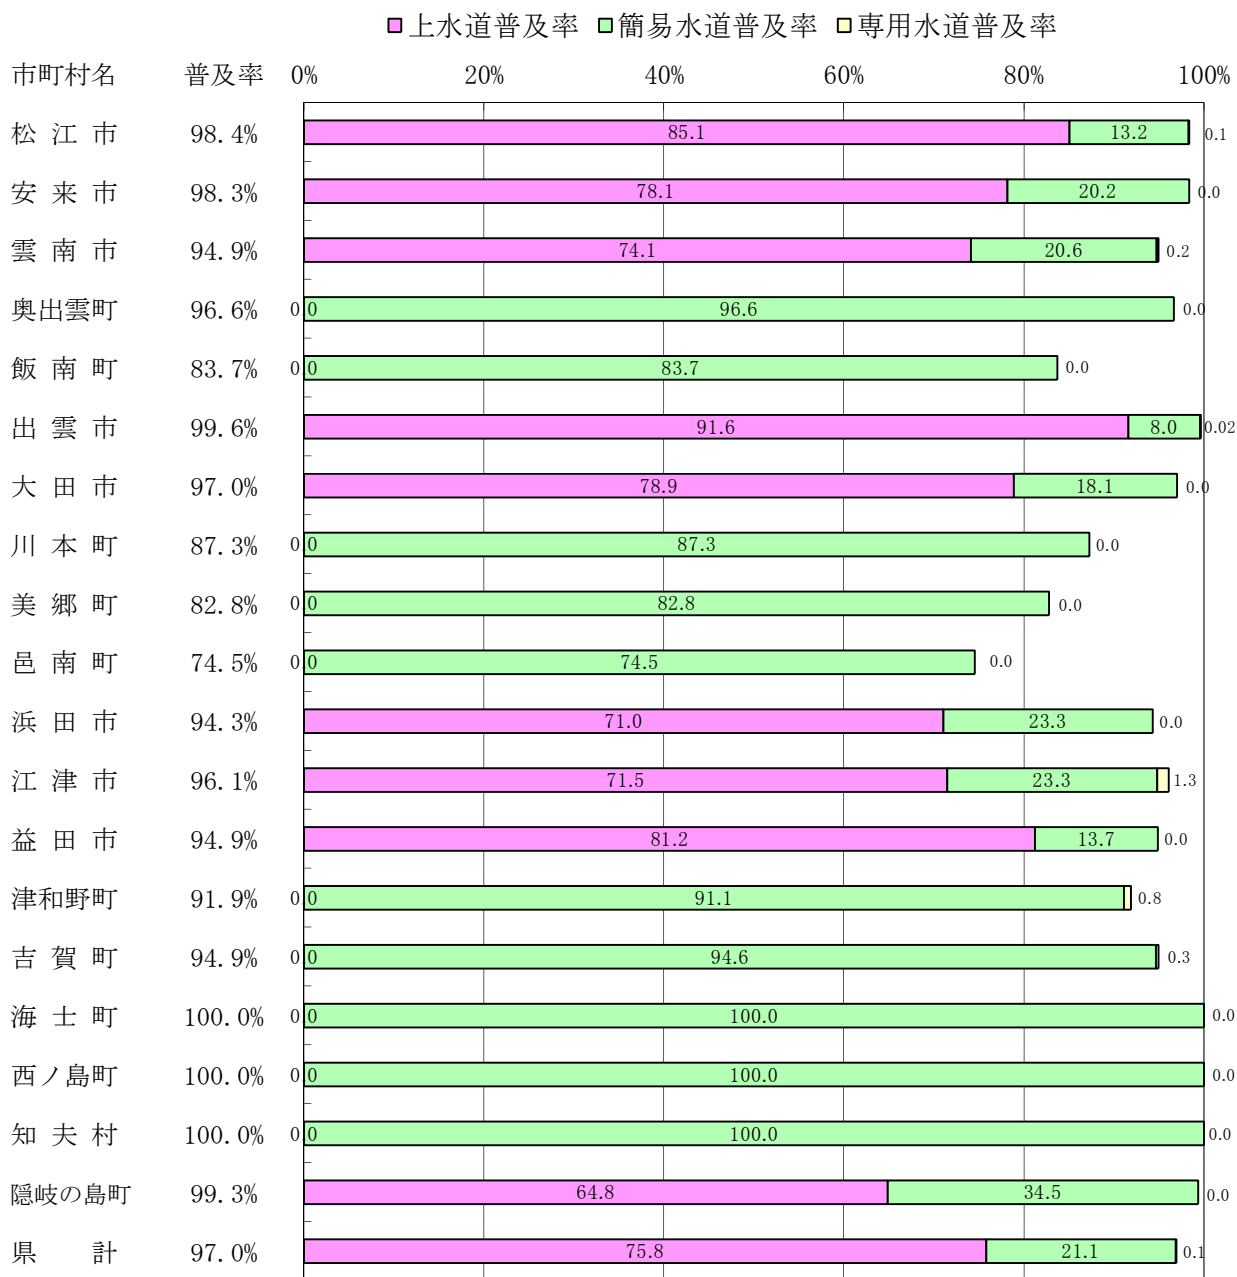 上水道普及率 簡易水道普及率 専用水道普及率
市町村名 普及率 0% 20% 40% 60% 80% 100%
松江市 98.4% 85.1 13.2 0.1
安来市 98.3% 78.1 20.2 0.0
雲南市 94.9% 74.1 20.6 0.2
奥出雲町 96.6% 0.0 96.6 0.0
飯南町 83.7% 0.0 83.7 0.0
出雲市 99.6% 91.6 8.0 0.02
大田市 97.0% 78.9 18.1 0.0
川本町 87.3% 0.0 87.3 0.0
美郷町 82.8% 0.0 82.8 0.0
邑南町 74.5% 0.0 74.5 0.0
浜田市 94.3% 71.0 23.3 0.0
江津市 96.1% 71.5 23.3 1.3
益田市 94.9% 81.2 13.7 0.0
津和野町 91.9% 0.0 91.1 0.8
吉賀町 94.9% 0.0 94.6 0.3
海士町 100.0% 0.0 100.0 0.0
西ノ島町 100.0% 0.0 100.0 0.0
知夫村 100.0% 0.0 100.0 0.0
隠岐の島町 99.3% 64.8 34.5 0.0
県計 97.0% 75.8 21.1 0.1